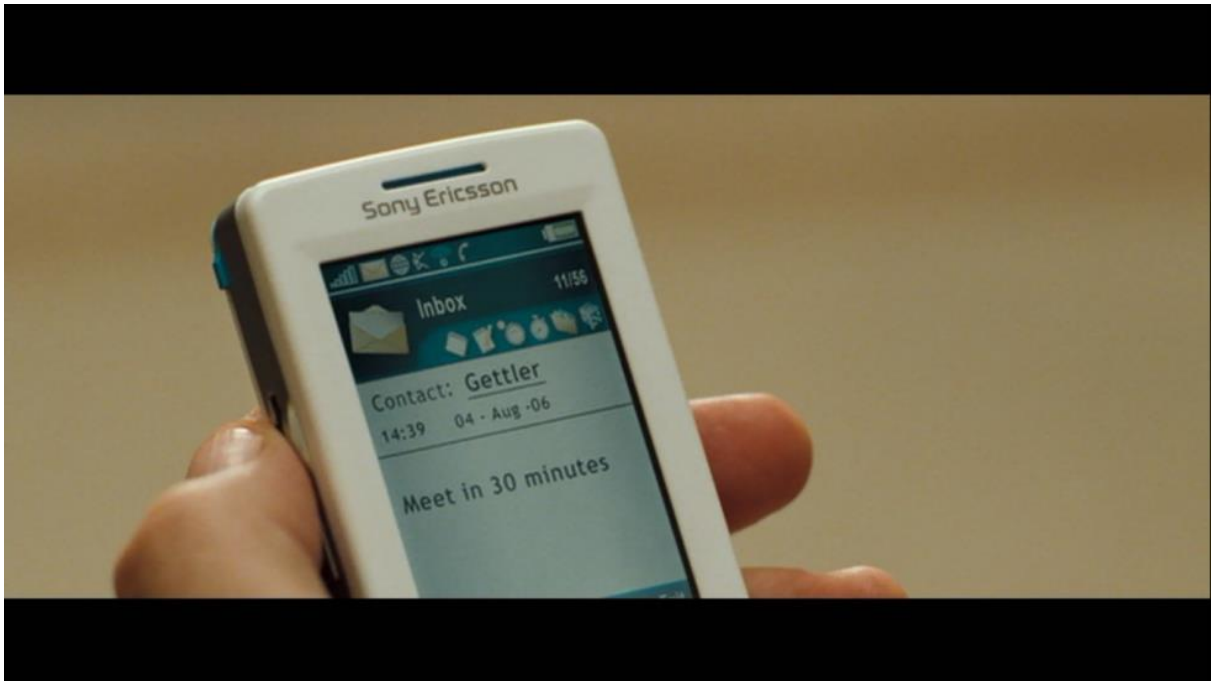 Sony Ericsson
Inbox 11/56
Contact: Gettler
14:39 04 - Aug -06
Meet in 30 minutes